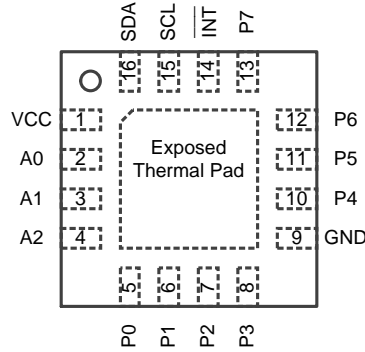 SDA SCL INT P7
16 15 14 13
VCC 1 12 P6
A0 2 11 P5
A1 3 10 P4
A2 4 9 GND
Exposed
Thermal Pad
5 6 7 8
P0 P1 P2 P3